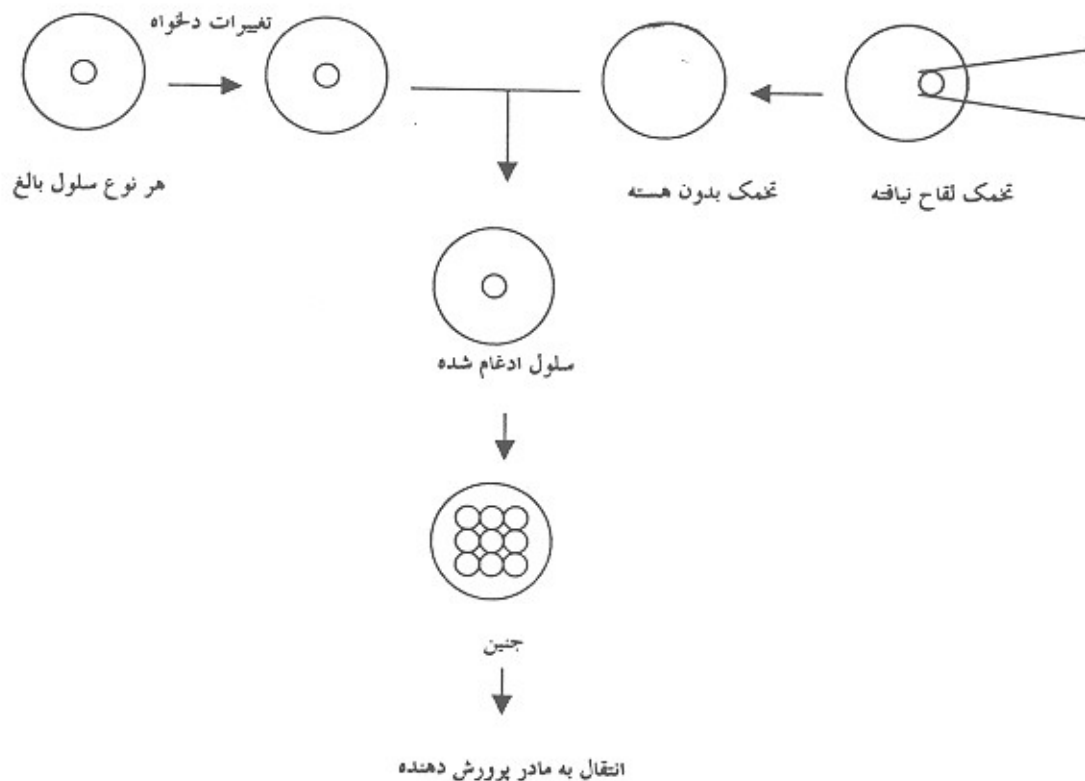 تغییرات دلخواه
هر نوع سلول بالغ
تخمک بدون هسته
تخمک لقاح نیافته
سلول ادغام شده
جنین
انتقال به مادر پرورش دهنده